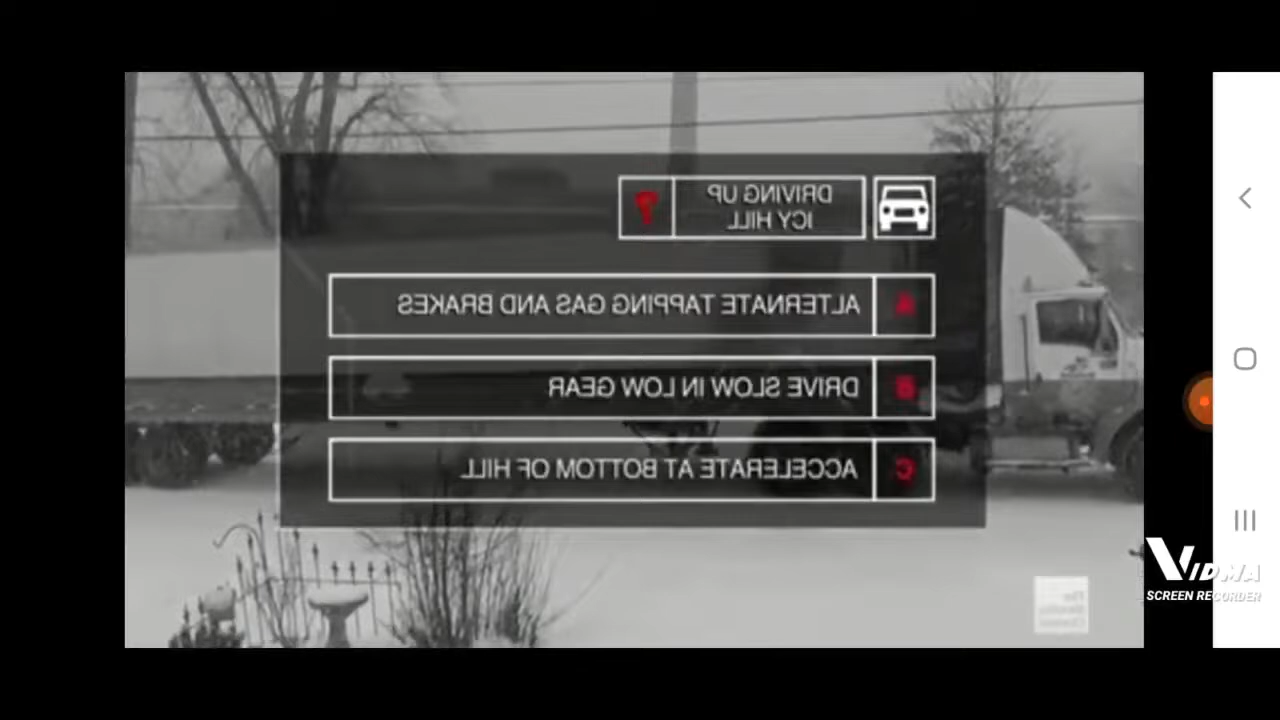 DRIVING UP
ICY HILL
?
A
ALTERNATE TAPPING GAS AND BRAKES
B
DRIVE SLOW IN LOW GEAR
C
ACCELERATE AT BOTTOM OF HILL
VIDMA
SCREEN RECORDER